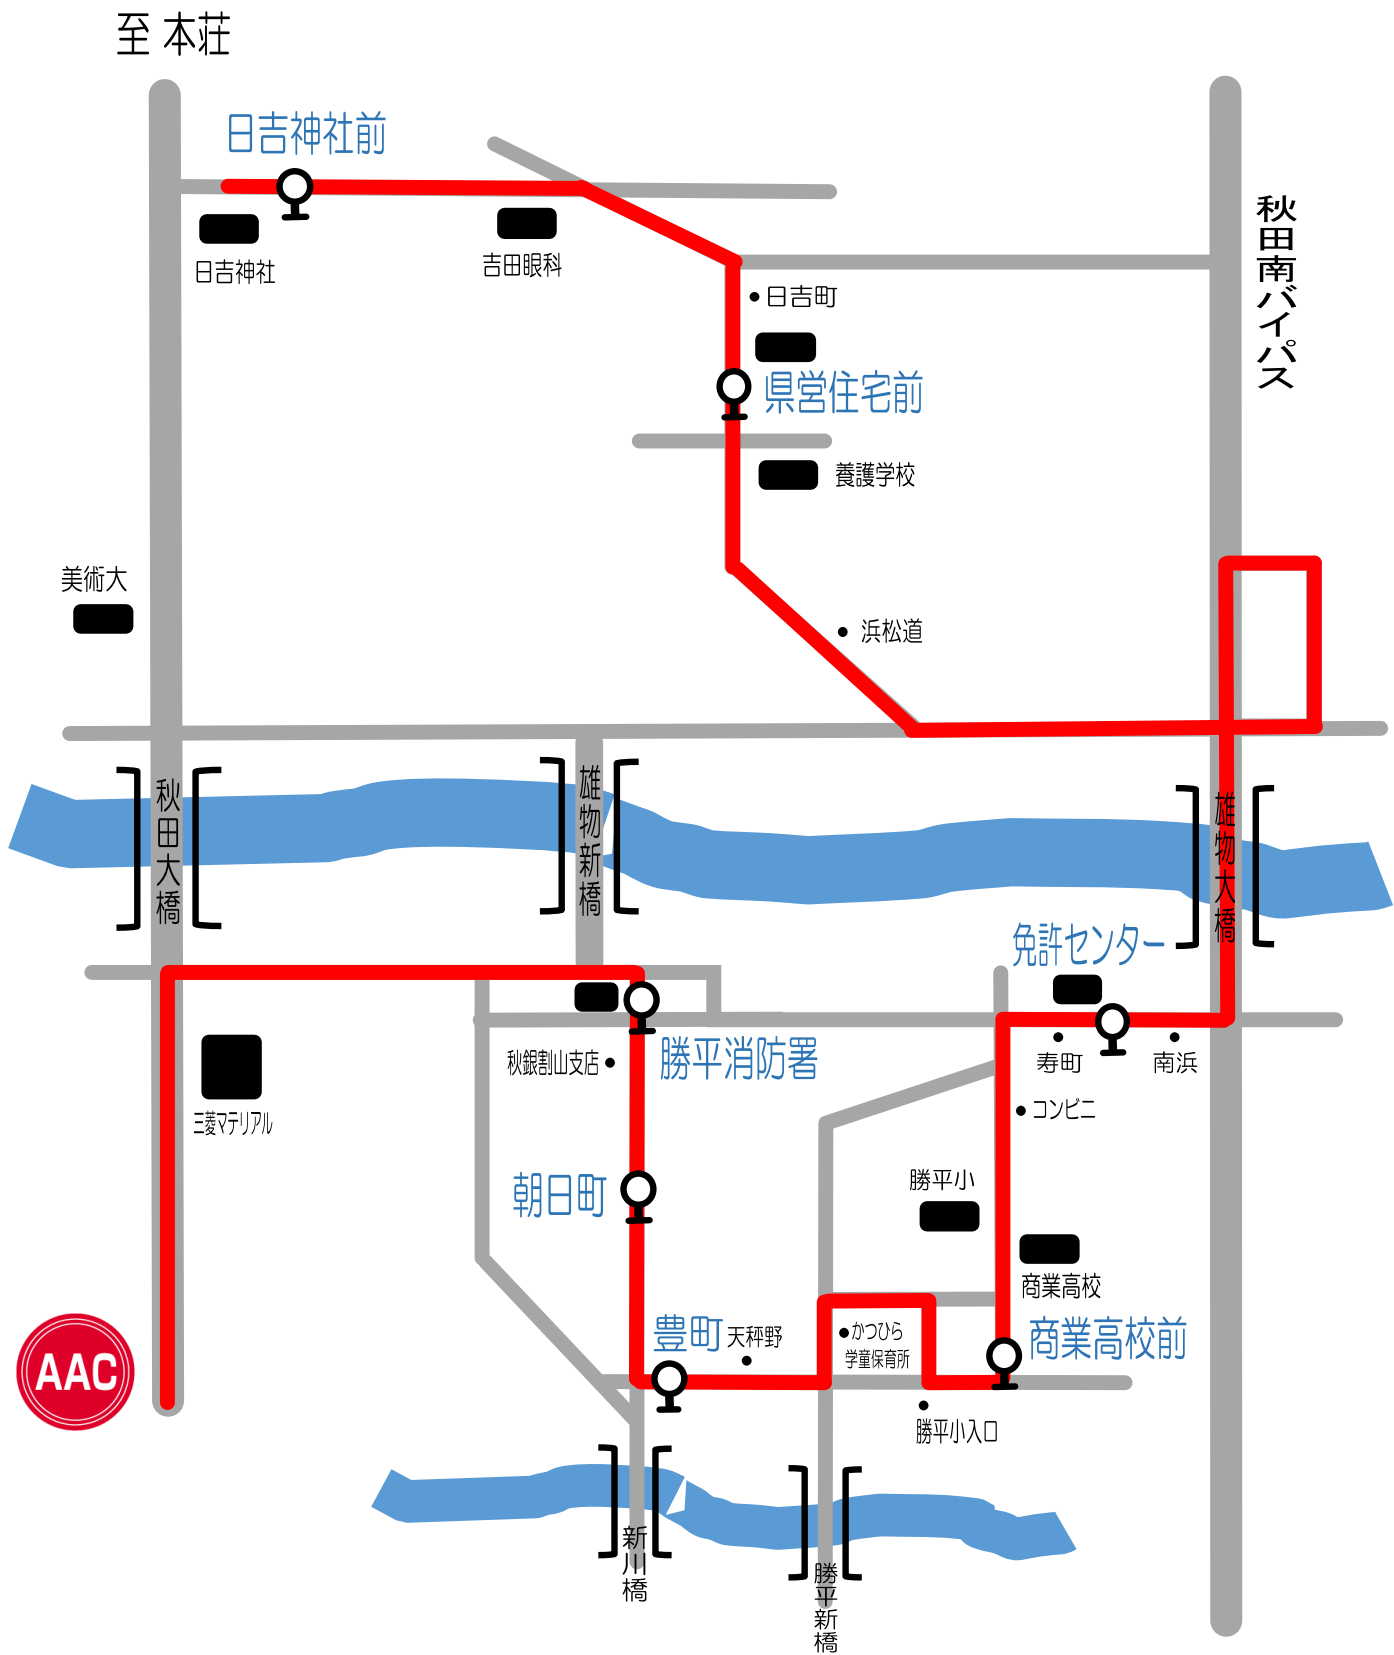 至 本荘
日吉神社前
日吉神社
吉田眼科
秋田南バイパス
日吉町
県営住宅前
養護学校
美術大
浜松道
秋田大橋
雄物新橋
雄物大橋
免許センター
寿町
南浜
秋銀割山支店
勝平消防署
コンビニ
三菱マテリアル
朝日町
勝平小
商業高校
豊町
天秤野
かつひら
学童保育所
商業高校前
AAC
勝平小入口
新川橋
勝平新橋